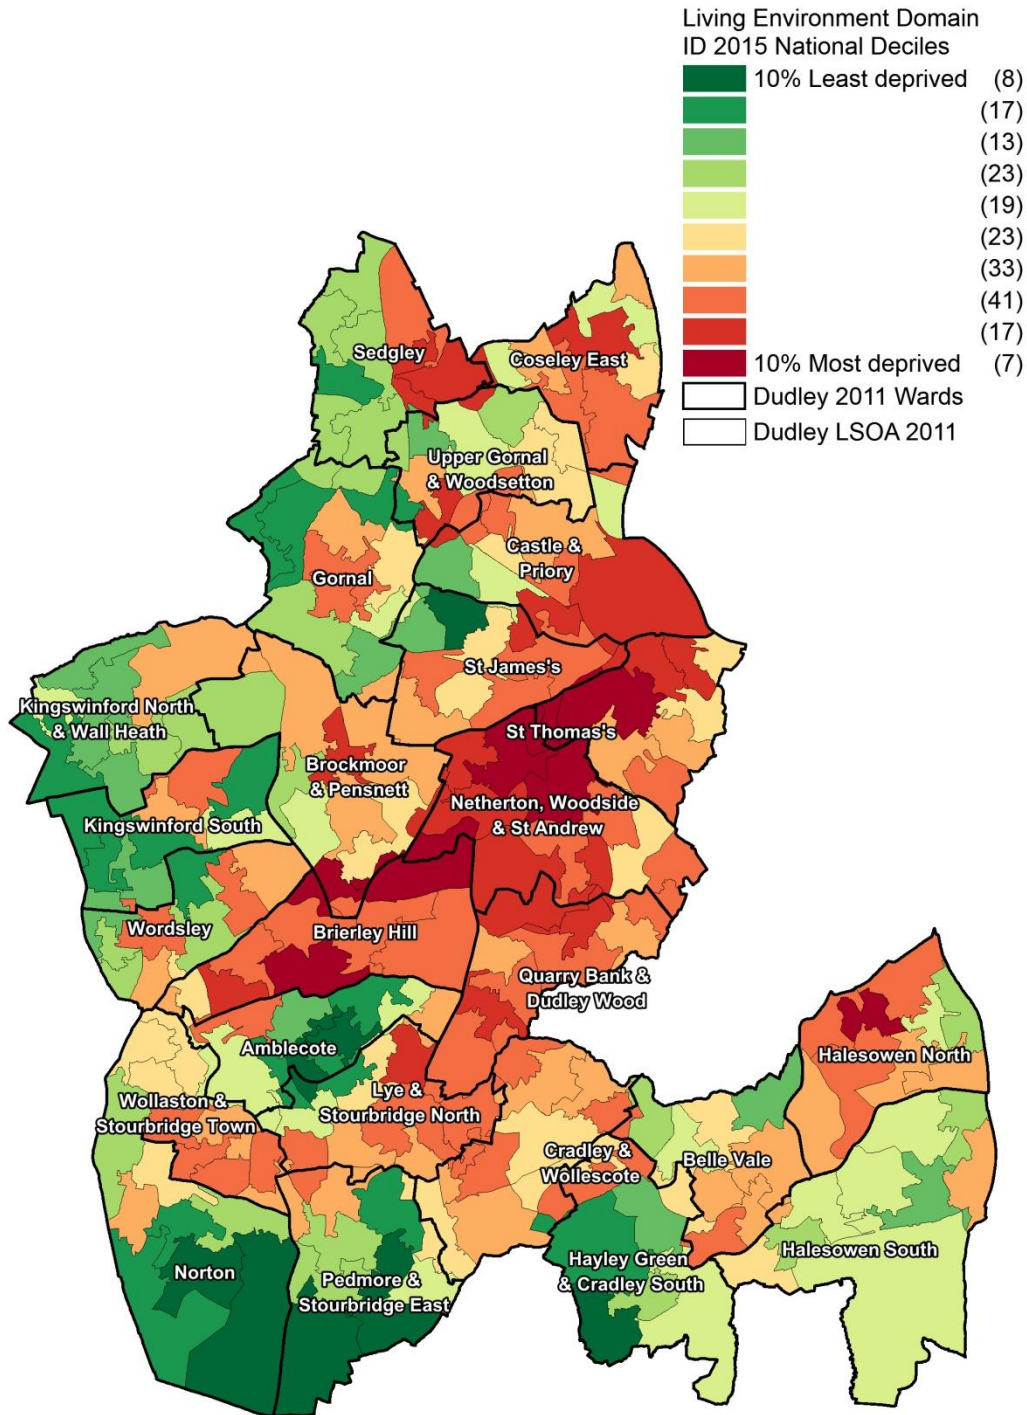 Living Environment Domain
ID 2015 National Deciles
10% Least deprived (8)
(17)
(13)
(23)
(19)
(23)
(33)
(41)
(17)
10% Most deprived (7)
Dudley 2011 Wards
Dudley LSOA 2011
Sedgley
Coseley East
Upper Gornal
& Woodsetton
Castle &
Priory
Gornal
St James's
Kingswinford North
& Wall Heath
St Thomas's
Brockmoor
& Pensnett
Netherton, Woodside
& St Andrew
Kingswinford South
Wordsley
Brierley Hill
Quarry Bank &
Dudley Wood
Amblecote
Halesowen North
Lye &
Stourbridge North
Wollaston &
Stourbridge Town
Cradley &
Wollescote
Belle Vale
Halesowen South
Hayley Green
& Cradley South
Norton
Pedmore &
Stourbridge East